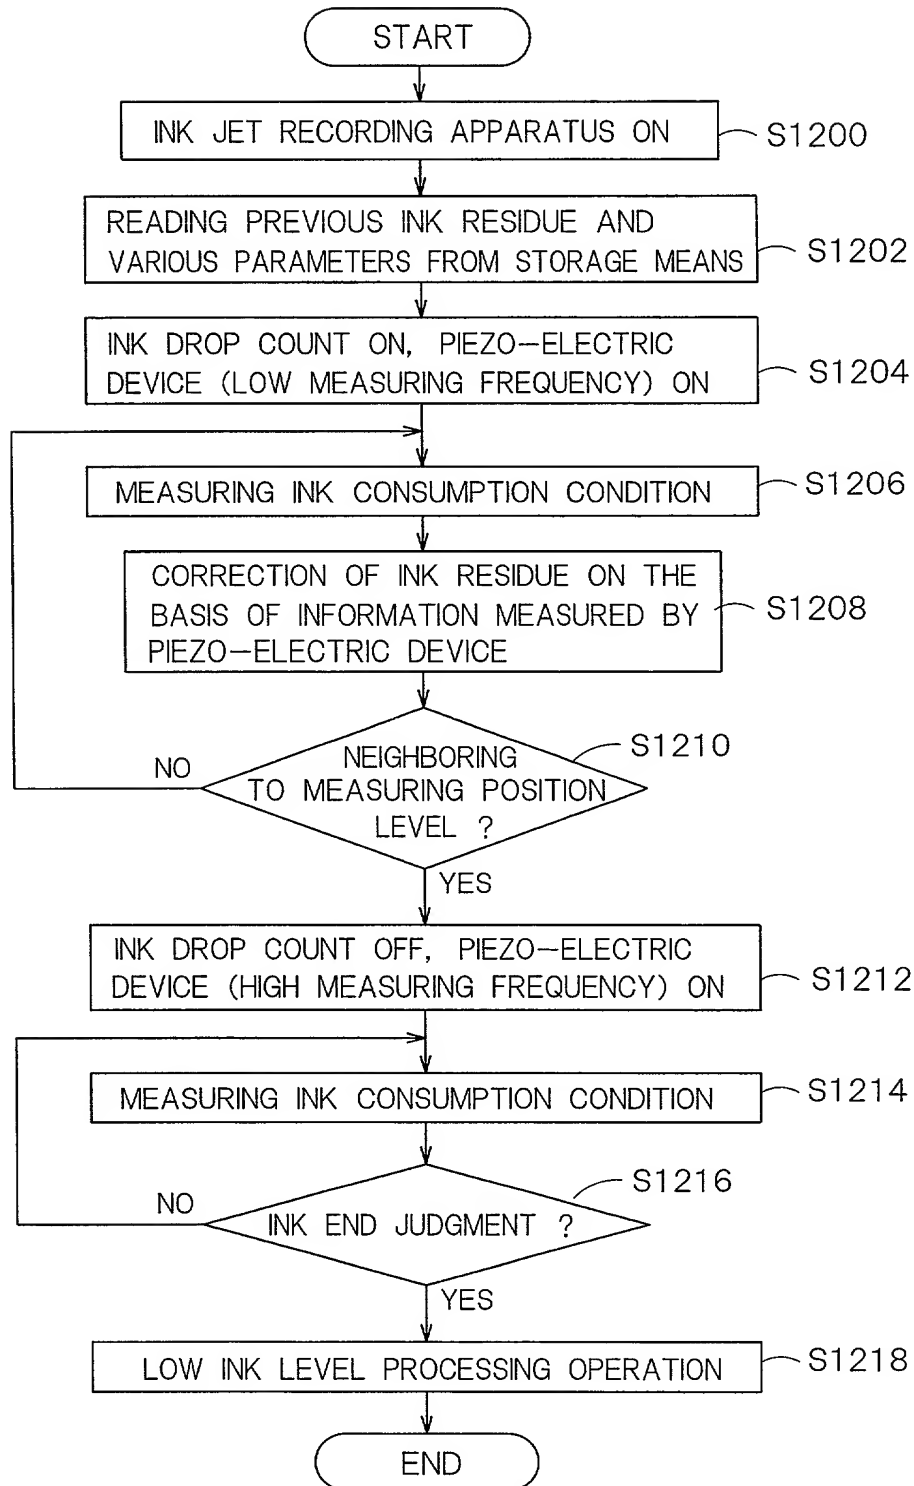 START
INK JET RECORDING APPARATUS ON
S1200
READING PREVIOUS INK RESIDUE AND
VARIOUS PARAMETERS FROM STORAGE MEANS
S1202
INK DROP COUNT ON, PIEZO-ELECTRIC
DEVICE (LOW MEASURING FREQUENCY) ON
S1204
MEASURING INK CONSUMPTION CONDITION
S1206
CORRECTION OF INK RESIDUE ON THE
BASIS OF INFORMATION MEASURED BY
PIEZO-ELECTRIC DEVICE
S1208
NEIGHBORING
TO MEASURING POSITION
LEVEL ?
S1210
NO
YES
INK DROP COUNT OFF, PIEZO-ELECTRIC
DEVICE (HIGH MEASURING FREQUENCY) ON
S1212
MEASURING INK CONSUMPTION CONDITION
S1214
INK END JUDGMENT ?
S1216
NO
YES
LOW INK LEVEL PROCESSING OPERATION
S1218
END